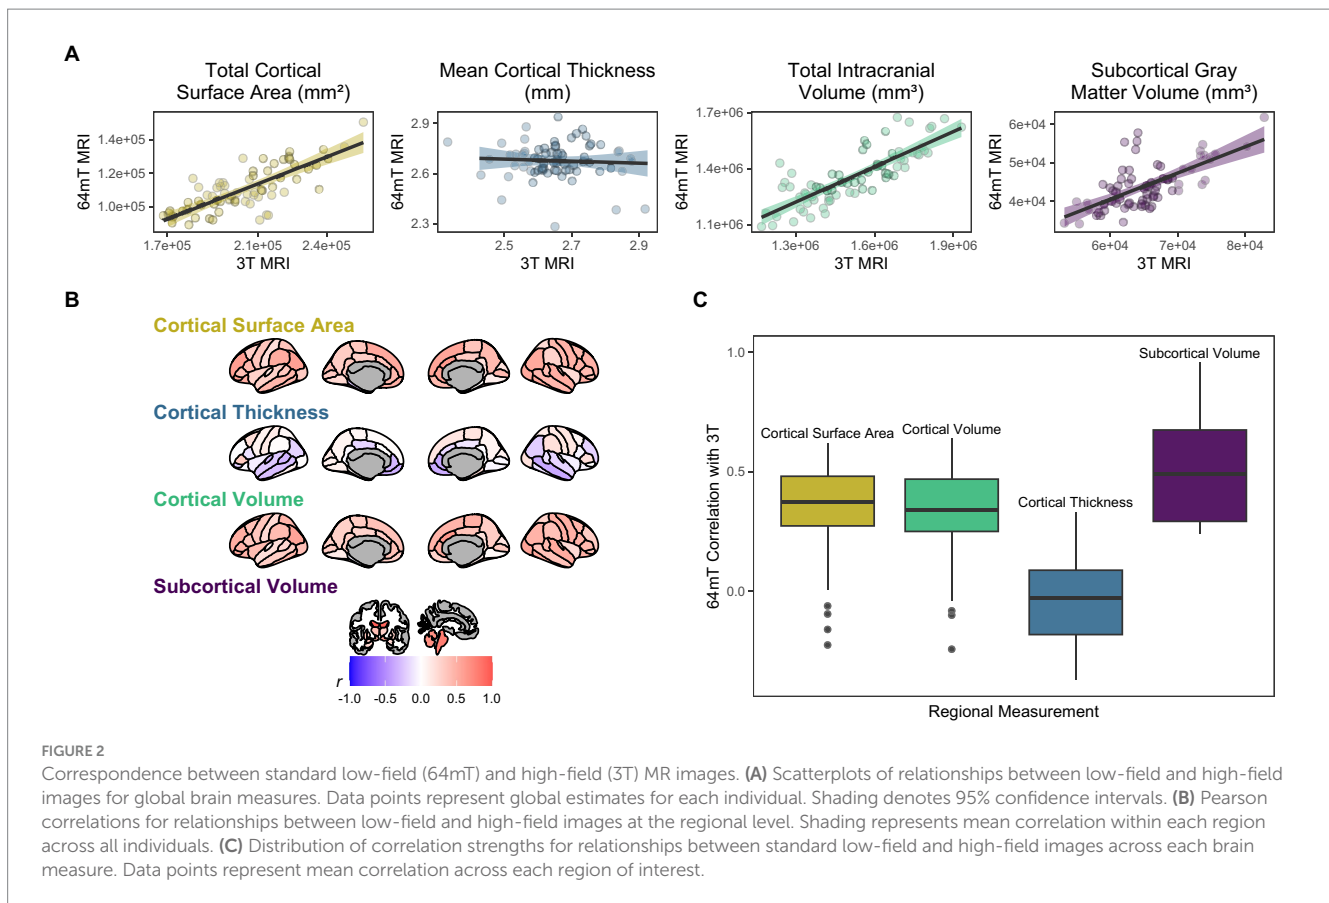 A
Total Cortical
Surface Area (mm²)
64mT MRI
1.4e+05
1.2e+05
1.0e+05
1.7e+05 2.1e+05 2.4e+05
3T MRI
Mean Cortical Thickness
(mm)
64mT MRI
2.9
2.6
2.3
2.5 2.7 2.9
3T MRI
Total Intracranial
Volume (mm³)
64mT MRI
1.7e+06
1.4e+06
1.1e+06
1.3e+06 1.6e+06 1.9e+06
3T MRI
Subcortical Gray
Matter Volume (mm³)
64mT MRI
6e+04
5e+04
4e+04
6e+04 7e+04 8e+04
3T MRI
B
Cortical Surface Area
Cortical Thickness
Cortical Volume
Subcortical Volume
r
-1.0 -0.5 0.0 0.5 1.0
C
64mT Correlation with 3T
1.0
0.5
0.0
Cortical Surface Area
Cortical Volume
Cortical Thickness
Subcortical Volume
Regional Measurement
FIGURE 2
Correspondence between standard low-field (64mT) and high-field (3T) MR images. (A) Scatterplots of relationships between low-field and high-field
images for global brain measures. Data points represent global estimates for each individual. Shading denotes 95% confidence intervals. (B) Pearson
correlations for relationships between low-field and high-field images at the regional level. Shading represents mean correlation within each region
across all individuals. (C) Distribution of correlation strengths for relationships between standard low-field and high-field images across each brain
measure. Data points represent mean correlation across each region of interest.